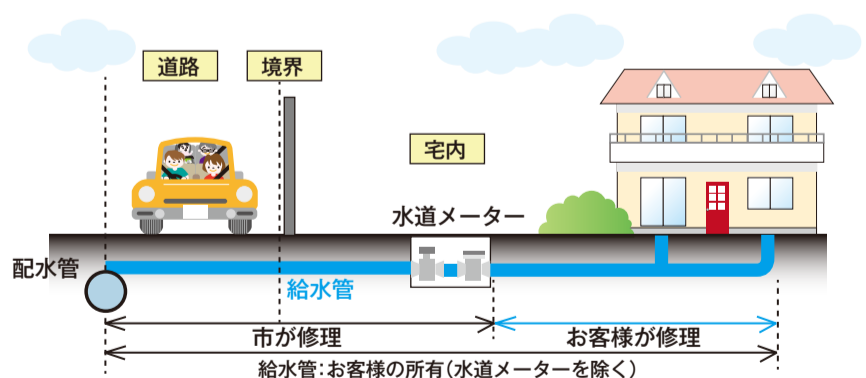 道路
境界
宅内
水道メーター
配水管
給水管
市が修理
お客様が修理
給水管:お客様の所有(水道メーターを除く)